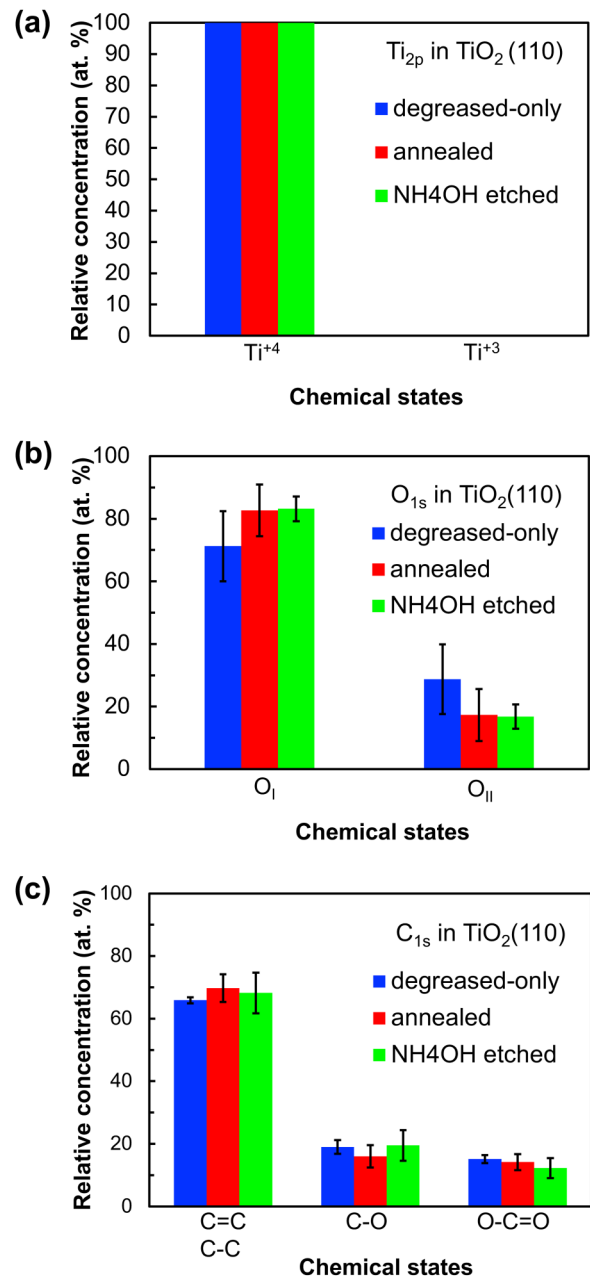 (a)
Relative concentration (at. %)
100
90
80
70
60
50
40
30
20
10
0
Ti2p in TiO2 (110)
degreased-only
annealed
NH4OH etched
Ti+4
Ti+3
Chemical states
(b)
Relative concentration (at. %)
100
80
60
40
20
0
O1s in TiO2(110)
degreased-only
annealed
NH4OH etched
OI
OII
Chemical states
(c)
Relative concentration (at. %)
100
80
60
40
20
0
C1s in TiO2(110)
degreased-only
annealed
NH4OH etched
C=C
C-C
C-O
O-C=O
Chemical states